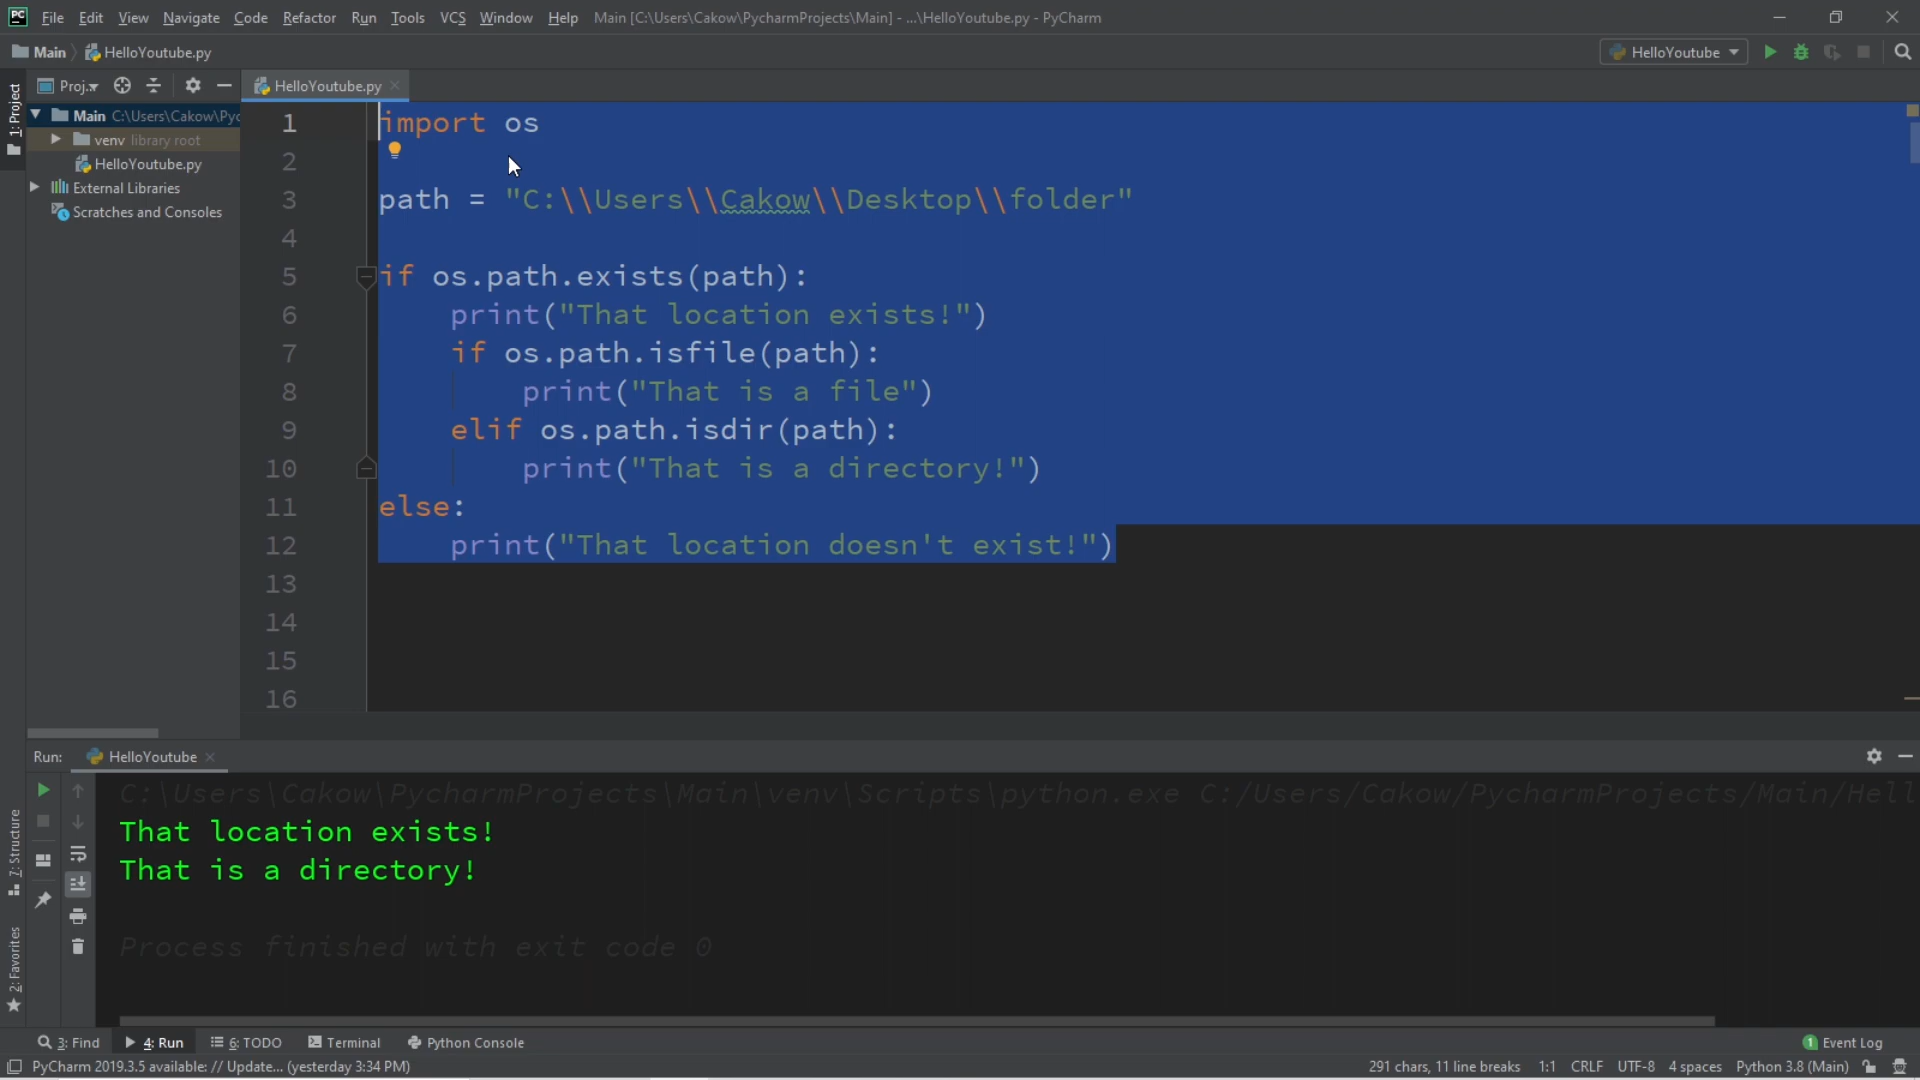 PC File Edit View Navigate Code Refactor Run Tools VCS Window Help Main [C:\Users\Cakow\PycharmProjects\Main] - ...\HelloYoutube.py - PyCharm
Main HelloYoutube.py HelloYoutube
Proj... HelloYoutube.py
1: Project
Main C:\Users\Cakow\Pyc
venv library root
HelloYoutube.py
External Libraries
Scratches and Consoles
1 import os
2
3 path = "C:\\Users\\Cakow\\Desktop\\folder"
4
5 if os.path.exists(path):
6 print("That location exists!")
7 if os.path.isfile(path):
8 print("That is a file")
9 elif os.path.isdir(path):
10 print("That is a directory!")
11 else:
12 print("That location doesn't exist!")
13
14
15
16
Run: HelloYoutube
C:\Users\Cakow\PycharmProjects\Main\venv\Scripts\python.exe C:/Users/Cakow/PycharmProjects/Main/Hell
That location exists!
That is a directory!
Process finished with exit code 0
7: Structure
2: Favorites
3: Find 4: Run 6: TODO Terminal Python Console 1 Event Log
PyCharm 2019.3.5 available: // Update... (yesterday 3:34 PM) 291 chars, 11 line breaks 1:1 CRLF UTF-8 4 spaces Python 3.8 (Main)